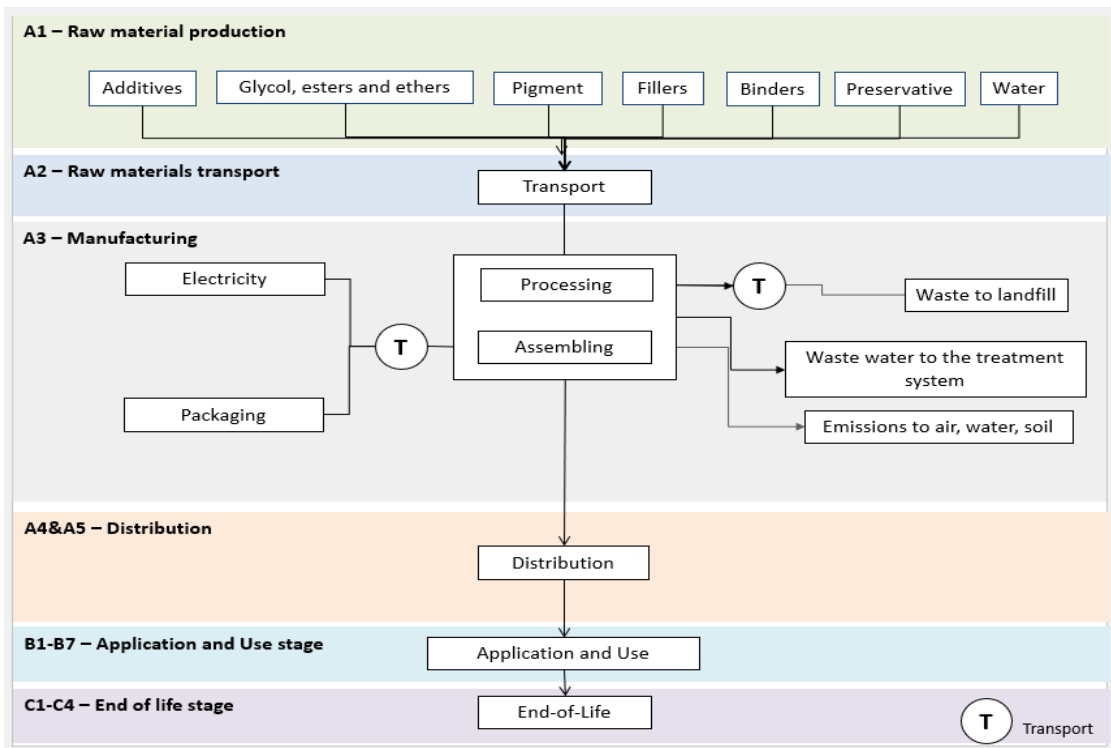 A1 – Raw material production
Additives
Glycol, esters and ethers
Pigment
Fillers
Binders
Preservative
Water
A2 – Raw materials transport
Transport
A3 – Manufacturing
Electricity
Processing
T
Waste to landfill
Assembling
T
Waste water to the treatment
system
Packaging
Emissions to air, water, soil
A4&A5 – Distribution
Distribution
B1-B7 – Application and Use stage
Application and Use
C1-C4 – End of life stage
End-of-Life
T
Transport